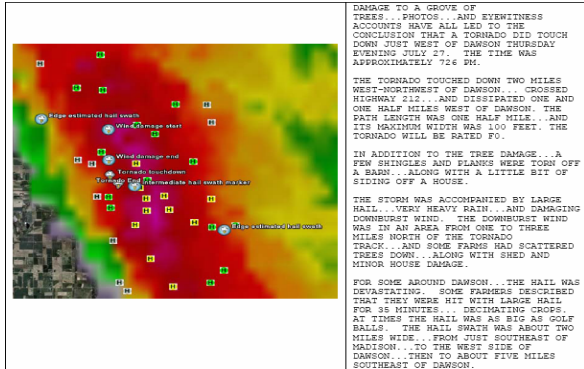 Edge estimated hail swath
Wind damage start
Wind damage end
Tornado touchdown
Tornado End
Intermediate hail swath marker
Edge estimated hail swath
DAMAGE TO A GROVE OF
TREES...PHOTOS...AND EYEWITNESS
ACCOUNTS HAVE ALL LED TO THE
CONCLUSION THAT A TORNADO DID TOUCH
DOWN JUST WEST OF DAWSON THURSDAY
EVENING JULY 27. THE TIME WAS
APPROXIMATELY 726 PM.
THE TORNADO TOUCHED DOWN TWO MILES
WEST-NORTHWEST OF DAWSON... CROSSED
HIGHWAY 212...AND DISSIPATED ONE AND
ONE HALF MILES WEST OF DAWSON. THE
PATH LENGTH WAS ONE HALF MILE...AND
ITS MAXIMUM WIDTH WAS 100 FEET. THE
TORNADO WILL BE RATED F0.
IN ADDITION TO THE TREE DAMAGE...A
FEW SHINGLES AND PLANKS WERE TORN OFF
A BARN...ALONG WITH A LITTLE BIT OF
SIDING OFF A HOUSE.
THE STORM WAS ACCOMPANIED BY LARGE
HAIL...VERY HEAVY RAIN...AND DAMAGING
DOWNBURST WIND. THE DOWNBURST WIND
WAS IN AN AREA FROM ONE TO THREE
MILES NORTH OF THE TORNADO
TRACK...AND SOME FARMS HAD SCATTERED
TREES DOWN...ALONG WITH SHED AND
MINOR HOUSE DAMAGE.
FOR SOME AROUND DAWSON...THE HAIL WAS
DEVASTATING. SOME FARMERS DESCRIBED
THAT THEY WERE HIT WITH LARGE HAIL
FOR 35 MINUTES... DECIMATING CROPS.
AT TIMES THE HAIL WAS AS BIG AS GOLF
BALLS. THE HAIL SWATH WAS ABOUT TWO
MILES WIDE...FROM JUST SOUTHEAST OF
MADISON...TO THE WEST SIDE OF
DAWSON...THEN TO ABOUT FIVE MILES
SOUTHEAST OF DAWSON.